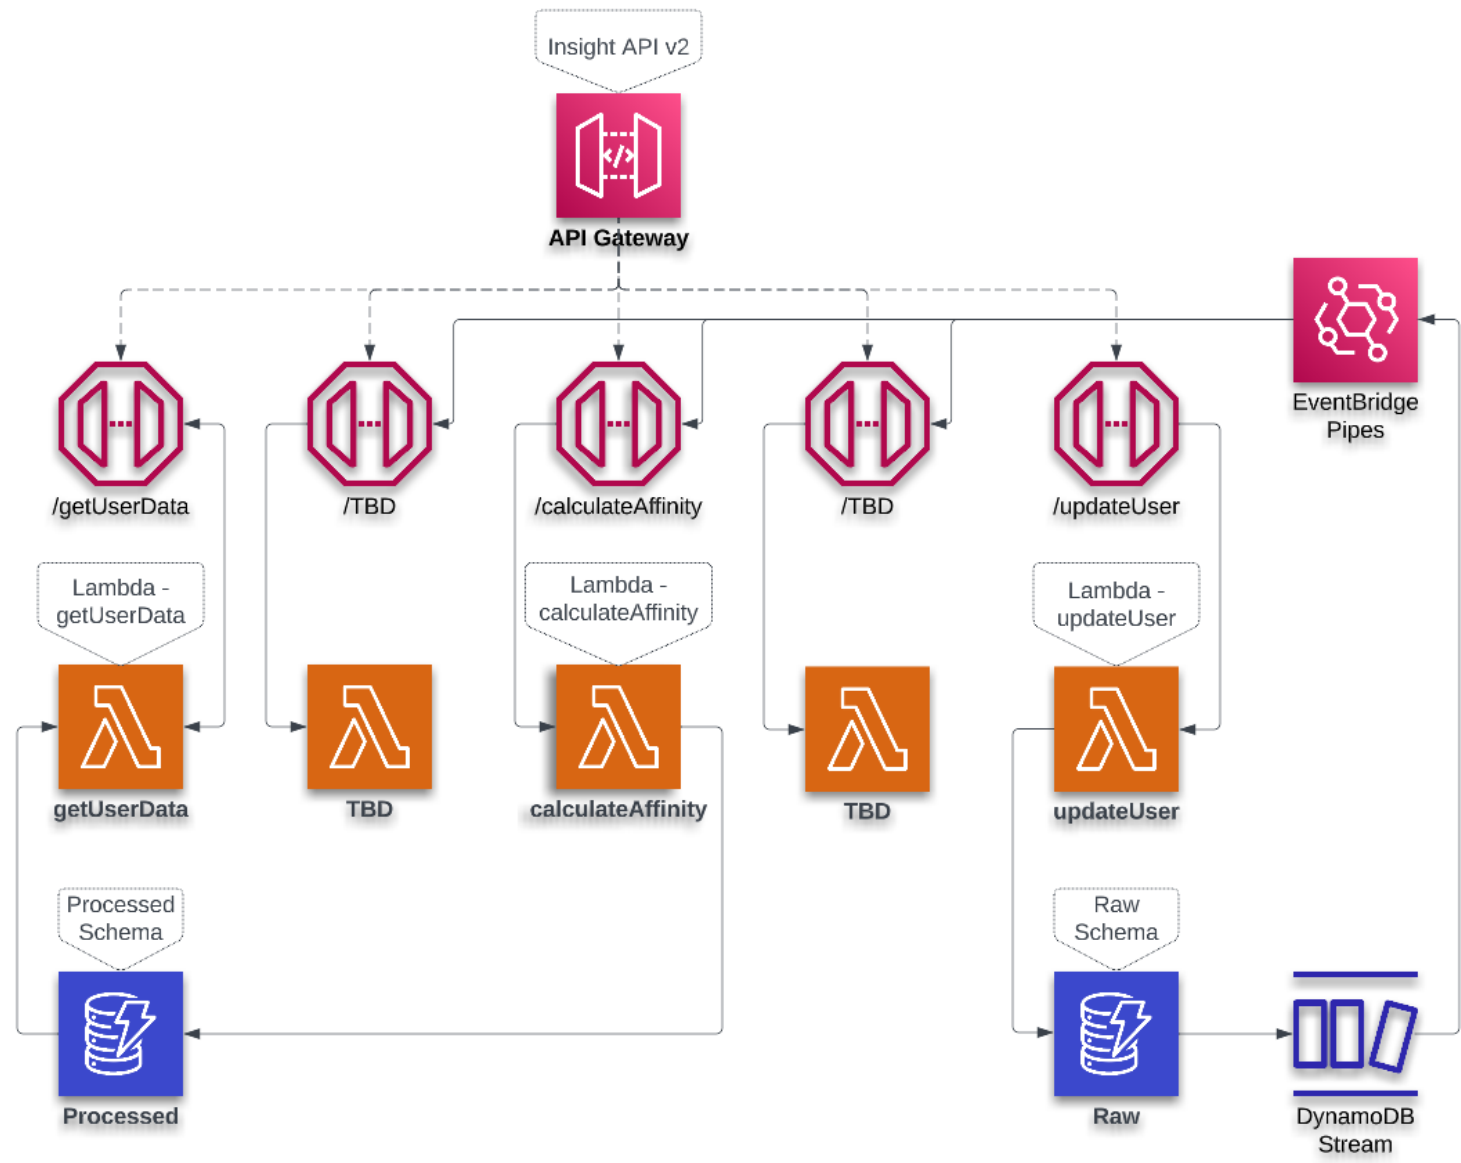 Insight API v2
API Gateway
EventBridge
Pipes
/getUserData
/TBD
/calculateAffinity
/TBD
/updateUser
Lambda -
getUserData
Lambda -
calculateAffinity
Lambda -
updateUser
getUserData
TBD
calculateAffinity
TBD
updateUser
Processed
Schema
Raw
Schema
Processed
Raw
DynamoDB
Stream